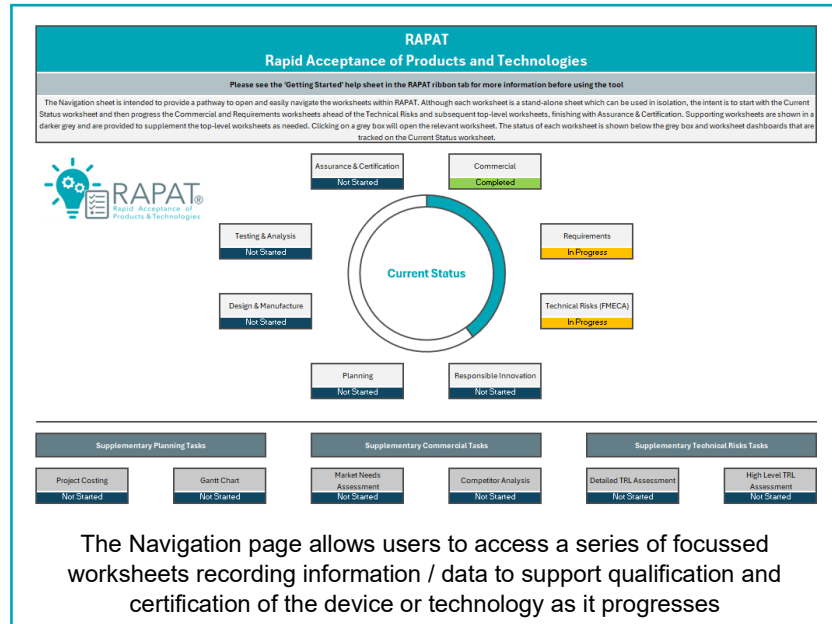 RAPAT
Rapid Acceptance of Products and Technologies
Please see the 'Getting Started' help sheet in the RAPAT ribbon tab for more information before using the tool
The Navigation sheet is intended to provide a pathway to open and easily navigate the worksheets within RAPAT. Although each worksheet is a stand-alone sheet which can be used in isolation, the intent is to start with the Current
Status worksheet and then progress the Commercial and Requirements worksheets ahead of the Technical Risks and subsequent top-level worksheets, finishing with Assurance & Certification. Supporting worksheets are shown in a
darker grey and are provided to supplement the top-level worksheets as needed. Clicking on a grey box will open the relevant worksheet. The status of each worksheet is shown below the grey box and worksheet dashboards that are
tracked on the Current Status worksheet.
RAPAT®
Rapid Acceptance of
Products & Technologies
Assurance & Certification
Not Started
Commercial
Completed
Testing & Analysis
Not Started
Requirements
In Progress
Current Status
Design & Manufacture
Not Started
Technical Risks (FMECA)
In Progress
Planning
Not Started
Responsible Innovation
Not Started
Supplementary Planning Tasks
Supplementary Commercial Tasks
Supplementary Technical Risks Tasks
Project Costing
Not Started
Gantt Chart
Not Started
Market Needs
Assessment
Not Started
Competitor Analysis
Not Started
Detailed TRL Assessment
Not Started
High Level TRL
Assessment
Not Started
The Navigation page allows users to access a series of focussed
worksheets recording information / data to support qualification and
certification of the device or technology as it progresses